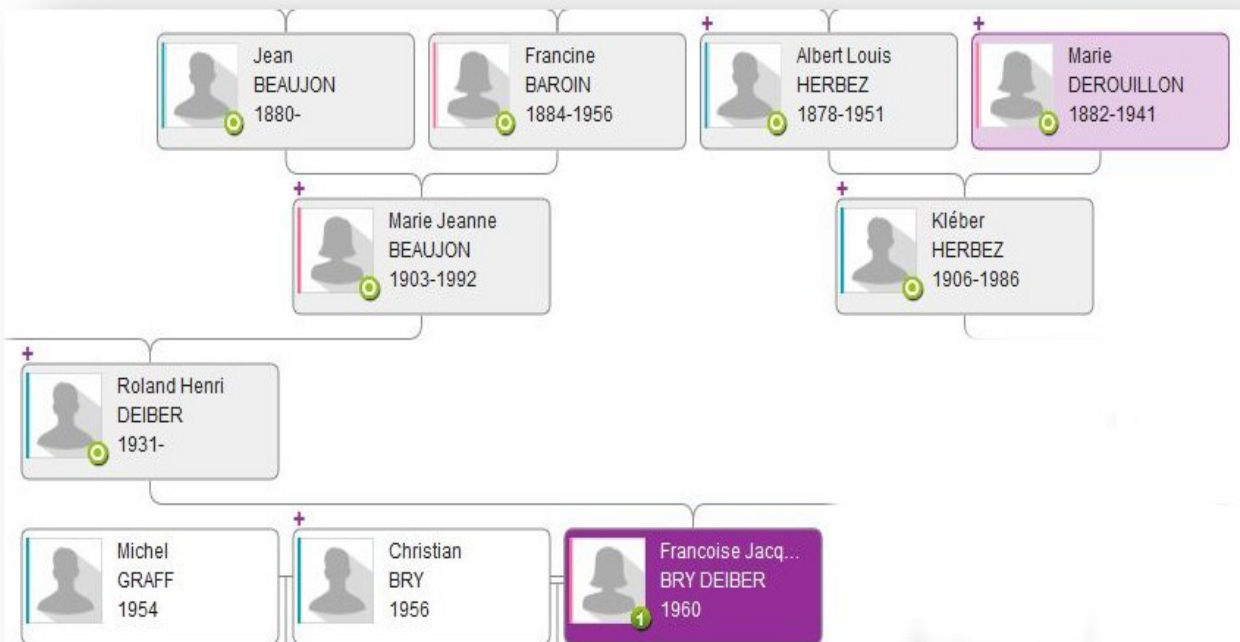 Jean
BEAUJON
1880-
Francine
BAROIN
1884-1956
Albert Louis
HERBEZ
1878-1951
Marie
DEROUILLON
1882-1941
Marie Jeanne
BEAUJON
1903-1992
Kléber
HERBEZ
1906-1986
Roland Henri
DEIBER
1931-
Michel
GRAFF
1954
Christian
BRY
1956
Francoise Jacq...
BRY DEIBER
1960
1